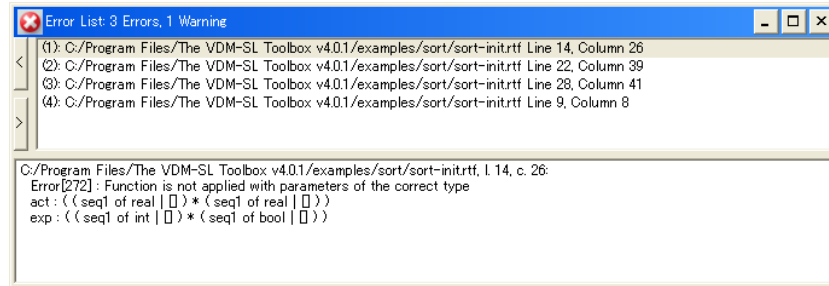 Error List: 3 Errors, 1 Warning
(1): C:/Program Files/The VDM-SL Toolbox v4.0.1/examples/sort/sort-init.rtf Line 14, Column 26
(2): C:/Program Files/The VDM-SL Toolbox v4.0.1/examples/sort/sort-init.rtf Line 22, Column 39
(3): C:/Program Files/The VDM-SL Toolbox v4.0.1/examples/sort/sort-init.rtf Line 28, Column 41
(4): C:/Program Files/The VDM-SL Toolbox v4.0.1/examples/sort/sort-init.rtf Line 9, Column 8
C:/Program Files/The VDM-SL Toolbox v4.0.1/examples/sort/sort-init.rtf, l. 14, c. 26:
Error[272] : Function is not applied with parameters of the correct type
act : ( ( seq1 of real | [] ) * ( seq1 of real | [] ) )
exp : ( ( seq1 of int | [] ) * ( seq1 of bool | [] ) )